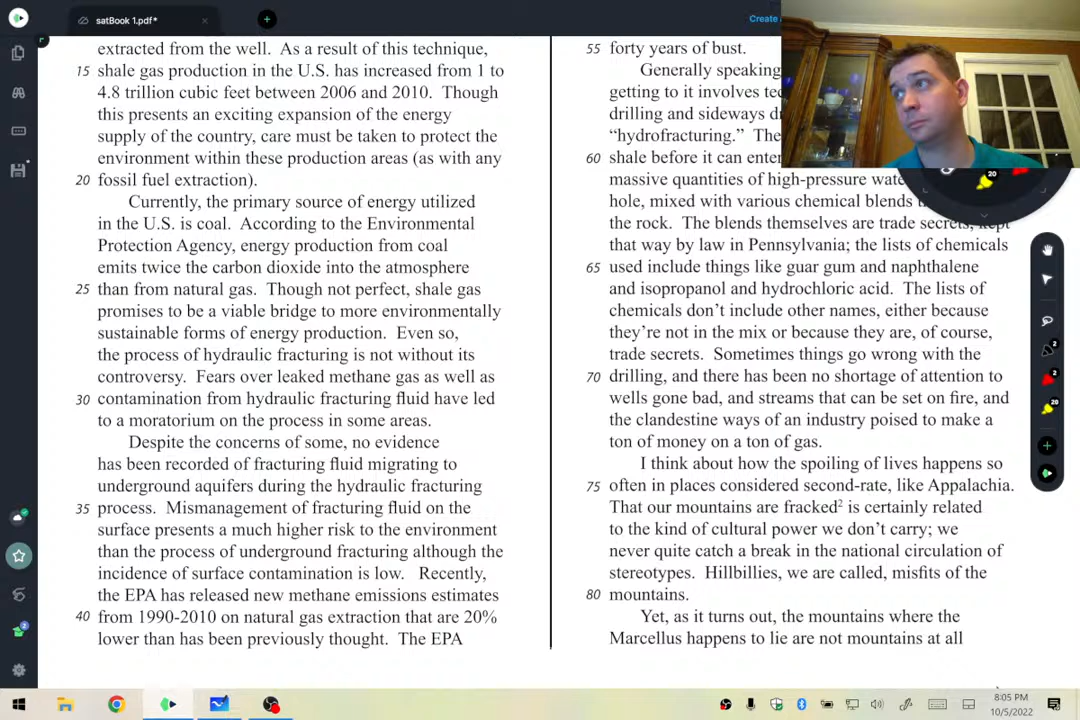 satBook 1.pdf*
Create
extracted from the well. As a result of this technique,
15 shale gas production in the U.S. has increased from 1 to
4.8 trillion cubic feet between 2006 and 2010. Though
this presents an exciting expansion of the energy
supply of the country, care must be taken to protect the
environment within these production areas (as with any
20 fossil fuel extraction).
Currently, the primary source of energy utilized
in the U.S. is coal. According to the Environmental
Protection Agency, energy production from coal
emits twice the carbon dioxide into the atmosphere
25 than from natural gas. Though not perfect, shale gas
promises to be a viable bridge to more environmentally
sustainable forms of energy production. Even so,
the process of hydraulic fracturing is not without its
controversy. Fears over leaked methane gas as well as
30 contamination from hydraulic fracturing fluid have led
to a moratorium on the process in some areas.
Despite the concerns of some, no evidence
has been recorded of fracturing fluid migrating to
underground aquifers during the hydraulic fracturing
35 process. Mismanagement of fracturing fluid on the
surface presents a much higher risk to the environment
than the process of underground fracturing although the
incidence of surface contamination is low. Recently,
the EPA has released new methane emissions estimates
40 from 1990-2010 on natural gas extraction that are 20%
lower than has been previously thought. The EPA
55 forty years of bust.
Generally speaking
getting to it involves
drilling and sideways
"hydrofracturing."
60 shale before it can
massive quantities of high-pressure
hole, mixed with various chemical blends
the rock. The blends themselves are trade secrets, kept
that way by law in Pennsylvania; the lists of chemicals
65 used include things like guar gum and naphthalene
and isopropanol and hydrochloric acid. The lists of
chemicals don't include other names, either because
they're not in the mix or because they are, of course,
trade secrets. Sometimes things go wrong with the
70 drilling, and there has been no shortage of attention to
wells gone bad, and streams that can be set on fire, and
the clandestine ways of an industry poised to make a
ton of money on a ton of gas.
I think about how the spoiling of lives happens so
75 often in places considered second-rate, like Appalachia.
That our mountains are fracked² is certainly related
to the kind of cultural power we don't carry; we
never quite catch a break in the national circulation of
stereotypes. Hillbillies, we are called, misfits of the
80 mountains.
Yet, as it turns out, the mountains where the
Marcellus happens to lie are not mountains at all
20
2
2
20
2
8:05 PM
10/5/2022